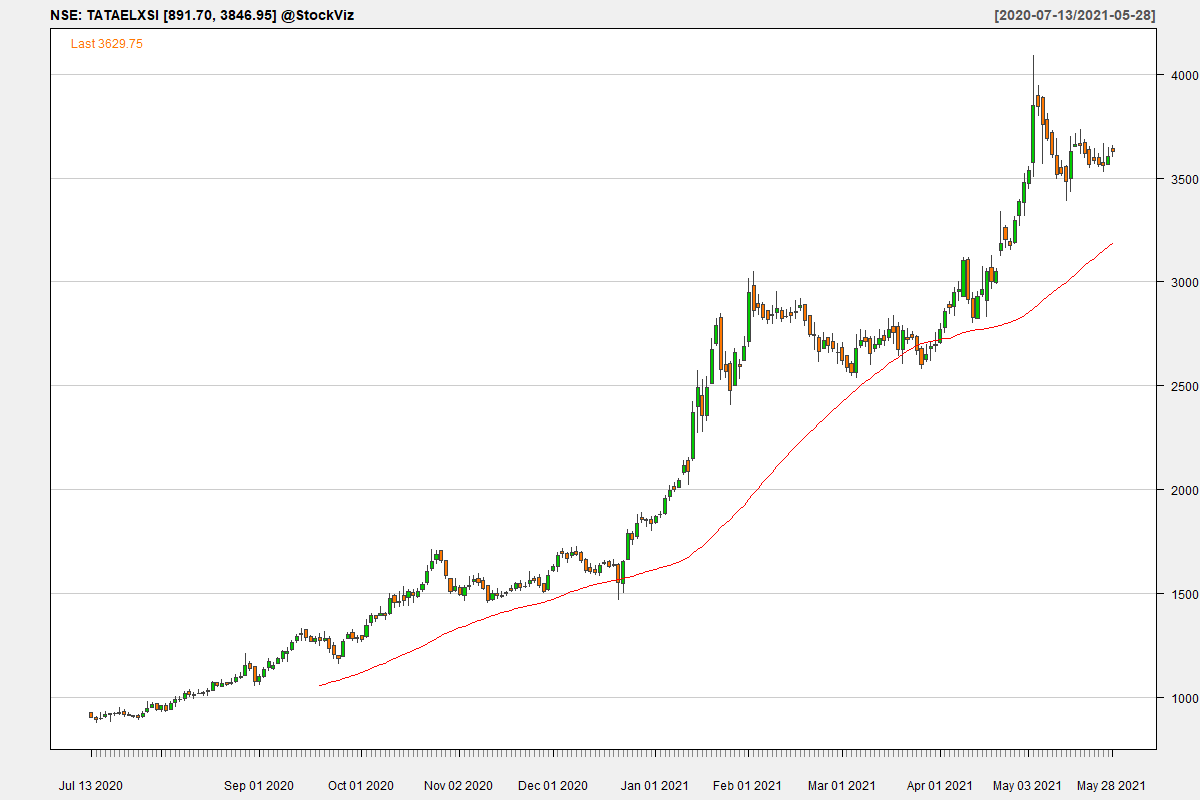 NSE: TATAELXSI [891.70, 3846.95] @StockViz [2020-07-13/2021-05-28]
Last 3629.75
4000
3500
3000
2500
2000
1500
1000
Jul 13 2020 Sep 01 2020 Oct 01 2020 Nov 02 2020 Dec 01 2020 Jan 01 2021 Feb 01 2021 Mar 01 2021 Apr 01 2021 May 03 2021 May 28 2021